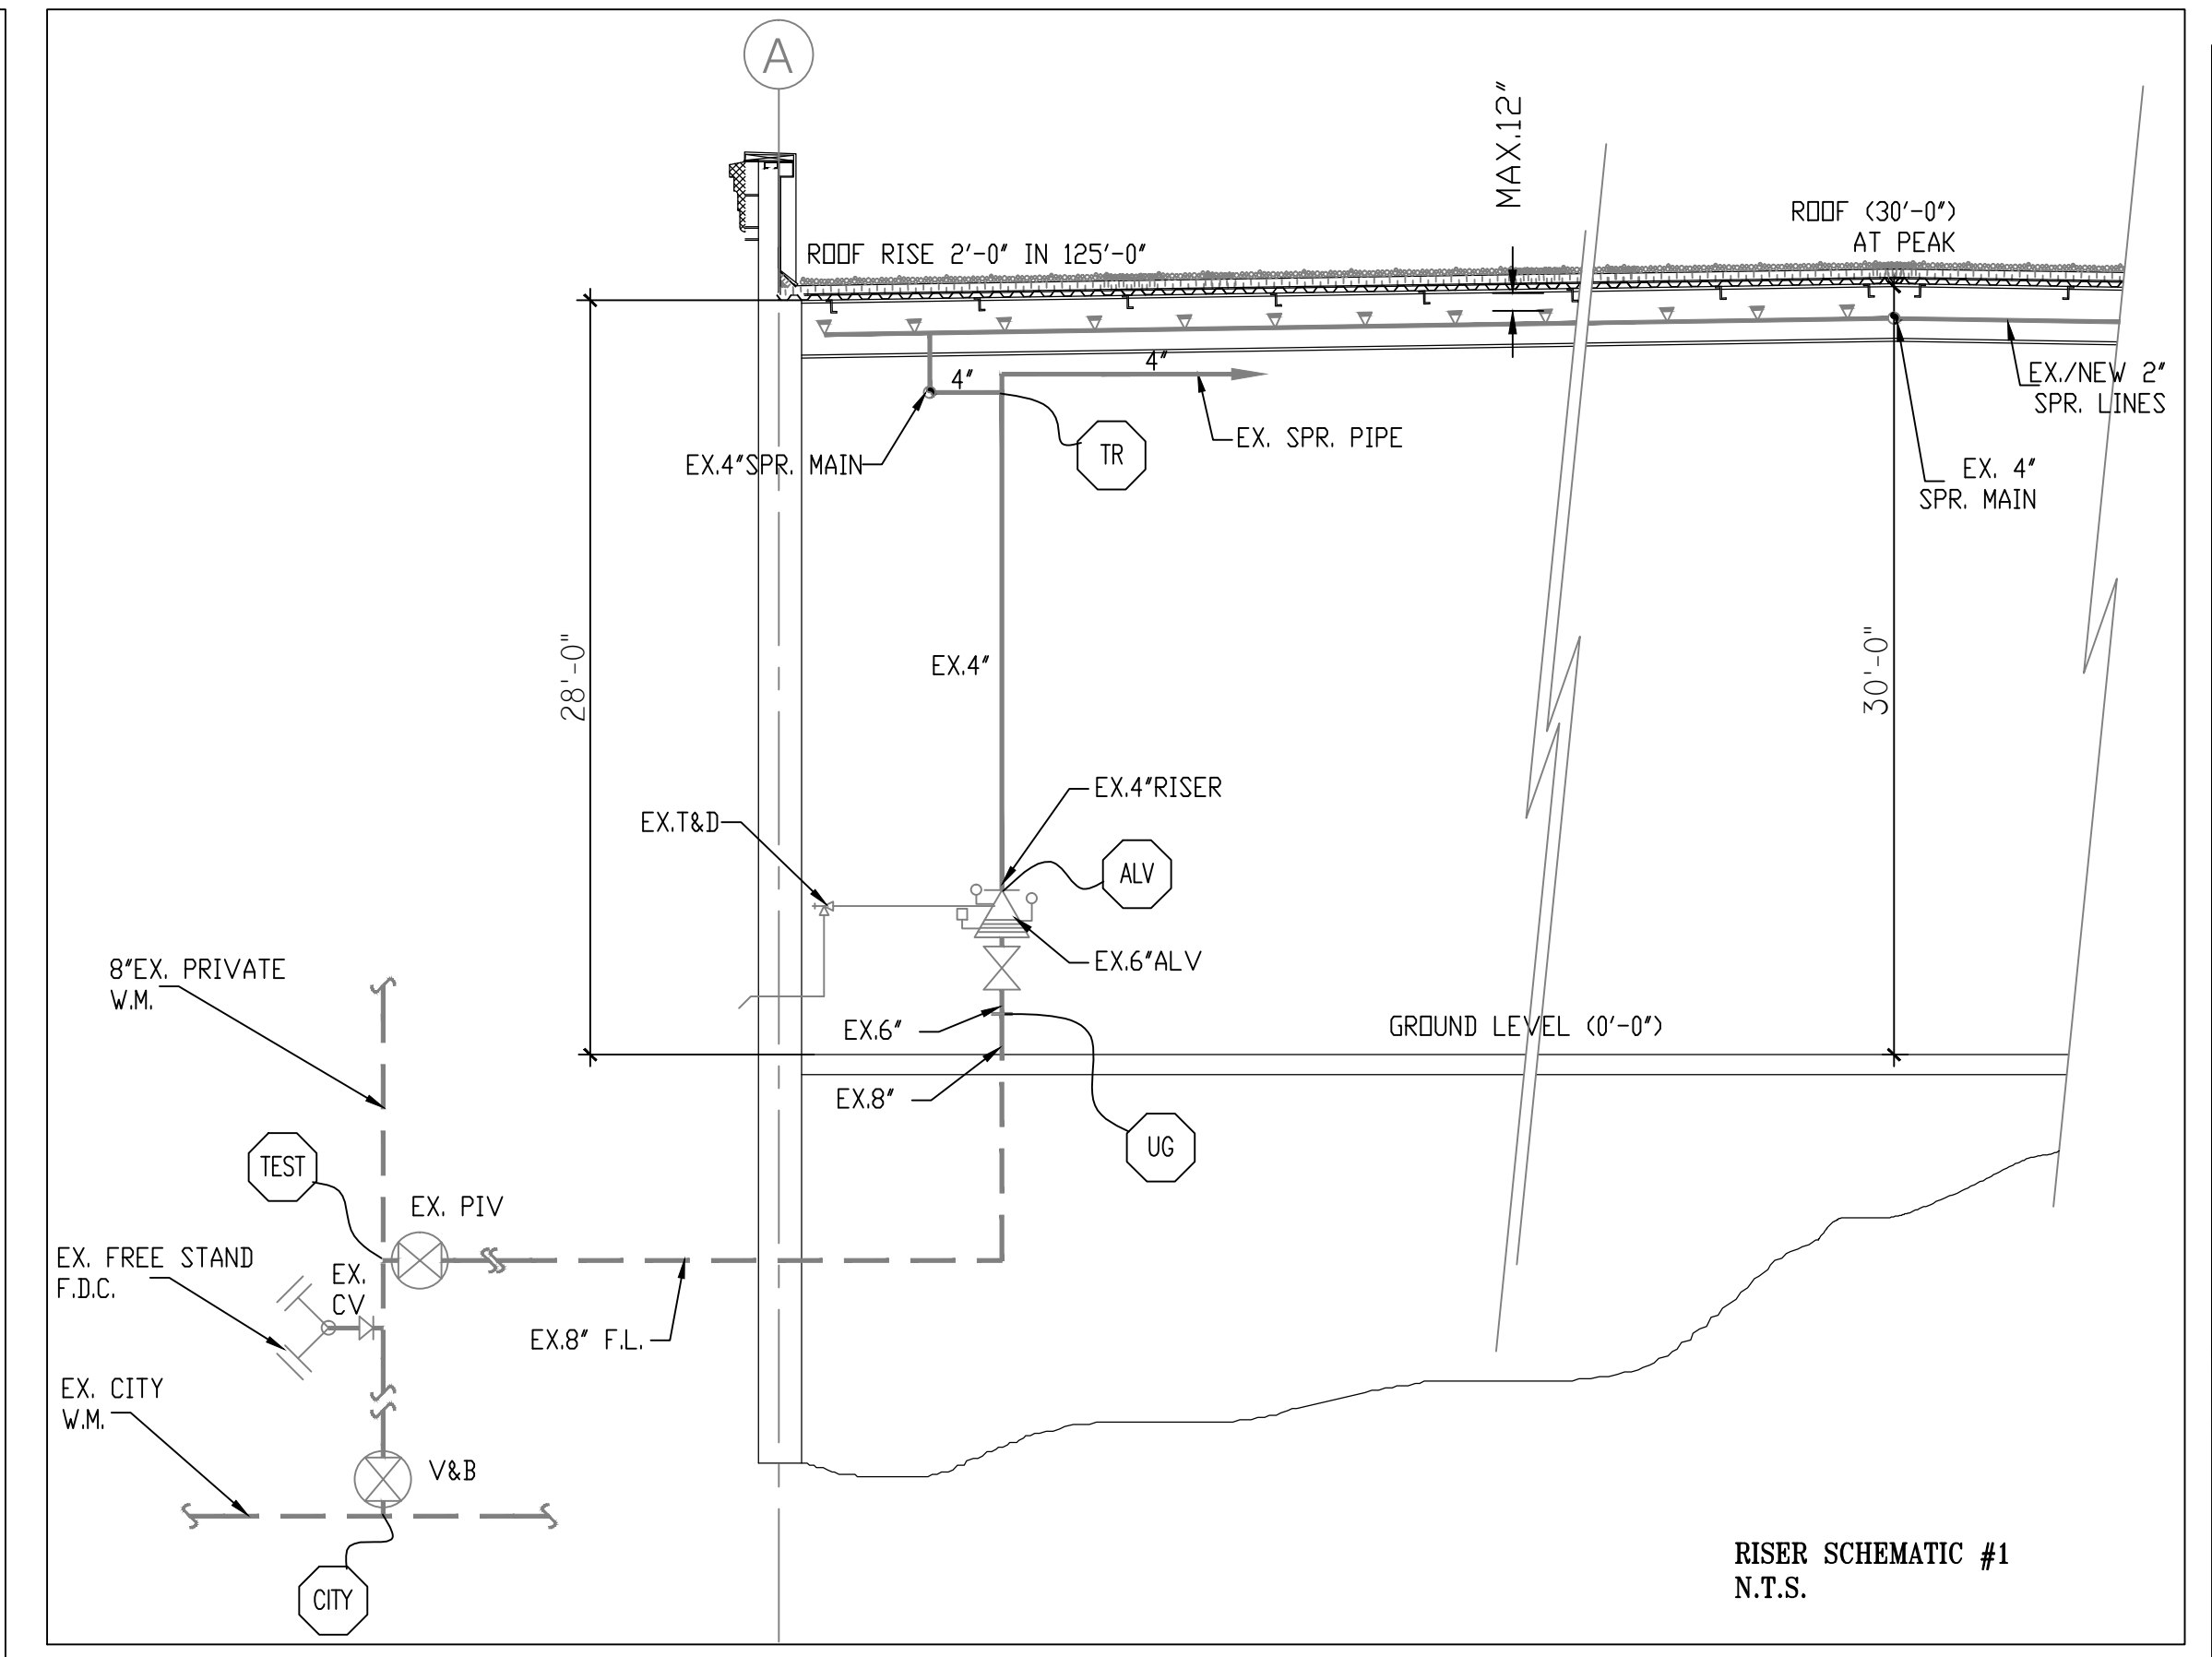 A
MAX.12"
ROOF (30'-0")
AT PEAK
ROOF RISE 2'-0" IN 125'-0"
4"
4"
EX./NEW 2"
SPR. LINES
EX. SPR. PIPE
TR
EX.4"SPR. MAIN
EX. 4"
SPR. MAIN
28'-0"
EX.4"
30'-0"
EX.4"RISER
EX.T&D
ALV
EX.6"ALV
8"EX. PRIVATE
W.M.
EX.6"
GROUND LEVEL (0'-0")
EX.8"
UG
TEST
EX. PIV
EX. FREE STAND
F.D.C.
EX.
CV
EX.8" F.L.
EX. CITY
W.M.
V&B
CITY
RISER SCHEMATIC #1
N.T.S.